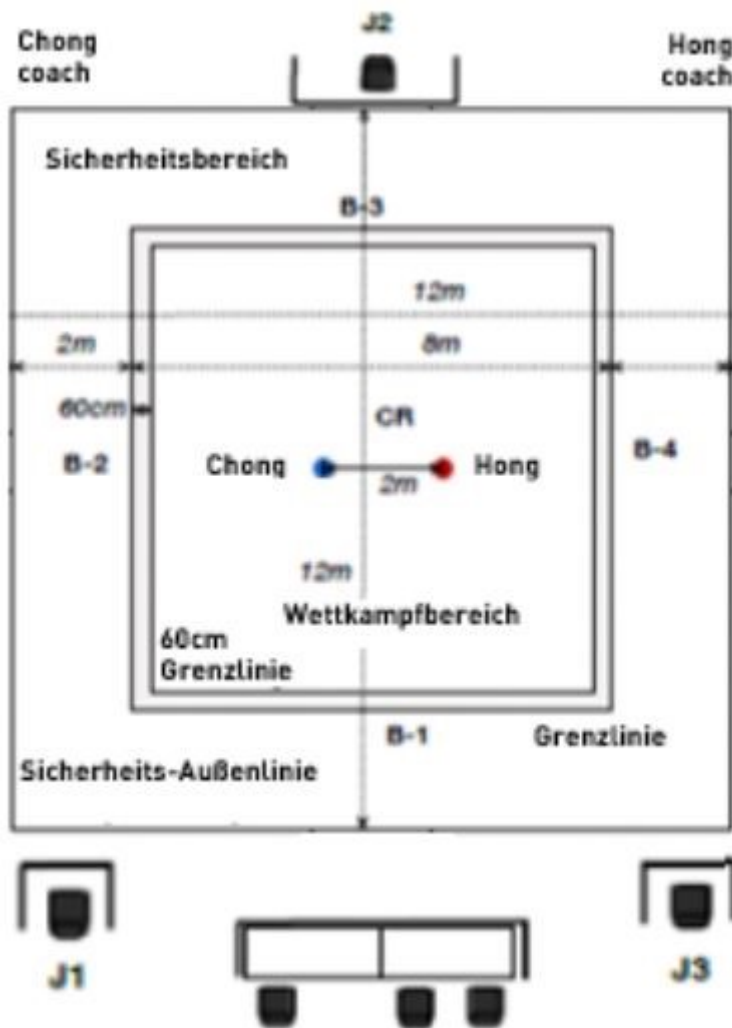 J2
Chong
coach
Hong
coach
Sicherheitsbereich
B-3
12m
2m
8m
60cm
CR
B-2
B-4
Chong
Hong
2m
12m
Wettkampfbereich
60cm
Grenzlinie
B-1
Grenzlinie
Sicherheits-Außenlinie
J1
J3